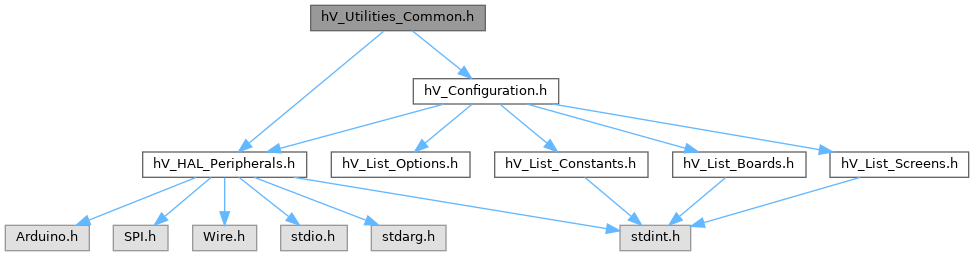 hV_Utilities_Common.h
hV_Configuration.h
hV_HAL_Peripherals.h
hV_List_Options.h
hV_List_Constants.h
hV_List_Boards.h
hV_List_Screens.h
Arduino.h
SPI.h
Wire.h
stdio.h
stdarg.h
stdint.h